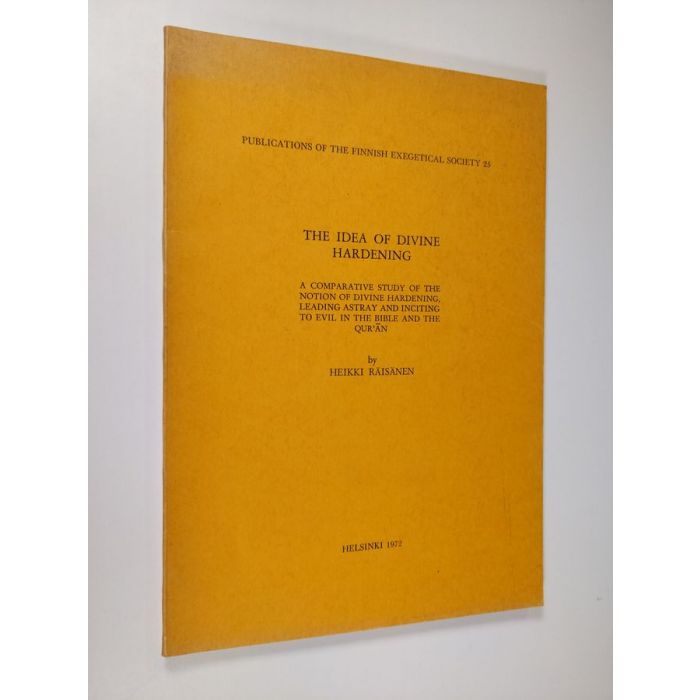 PUBLICATIONS OF THE FINNISH EXEGETICAL SOCIETY 25
THE IDEA OF DIVINE
HARDENING
A COMPARATIVE STUDY OF THE
NOTION OF DIVINE HARDENING,
LEADING ASTRAY AND INCITING
TO EVIL IN THE BIBLE AND THE
QUR'ĀN
by
HEIKKI RÄISÄNEN
HELSINKI 1972